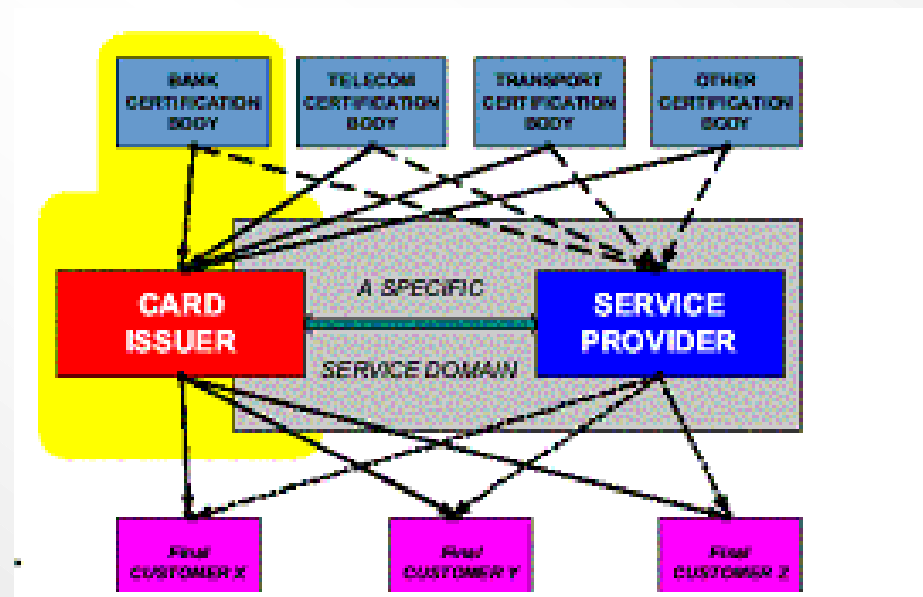 BANK
CERTIFICATION
BODY
TELECOM
CERTIFICATION
BODY
TRANSPORT
CERTIFICATION
BODY
OTHER
CERTIFICATION
BODY
CARD
ISSUER
A SPECIFIC
SERVICE DOMAIN
SERVICE
PROVIDER
Final
CUSTOMER X
Final
CUSTOMER Y
Final
CUSTOMER Z